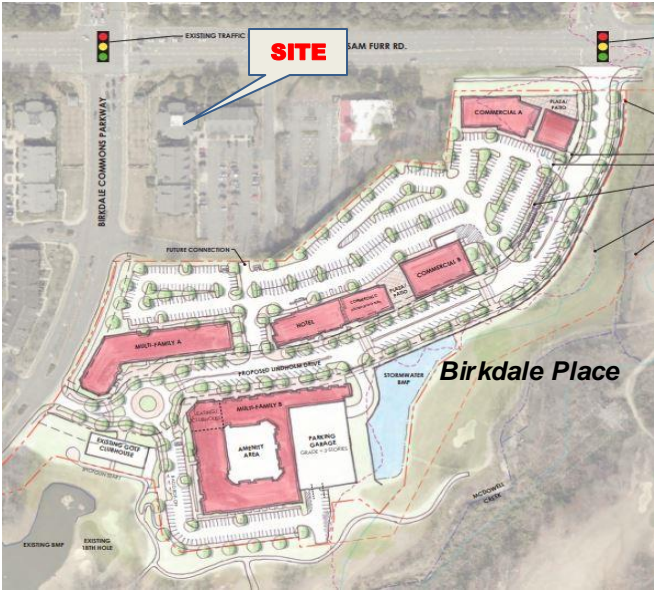 EXISTING TRAFFIC
SITE
SAM FURR RD.
BIRKDALE COMMONS PARKWAY
COMMERCIAL A
PLAZA/
PATIO
FUTURE CONNECTION
COMMERCIAL B
PLAZA/
PATIO
HOTEL
MULTI-FAMILY A
PROPOSED LINDHOLM DRIVE
STORMWATER
BMP
Birkdale Place
MULTI-FAMILY B
AMENITY
AREA
PARKING
GARAGE
EXISTING GOLF
CLUBHOUSE
MCDOWELL
CREEK
EXISTING BMP
EXISTING
18TH HOLE